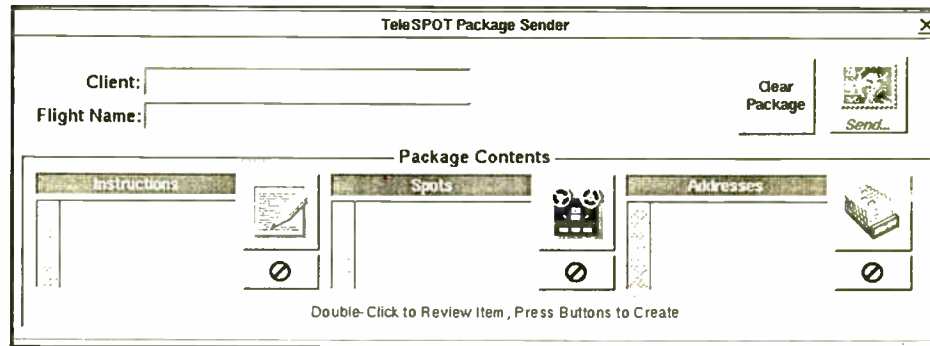 TeleSPOT Package Sender
Client:
Flight Name:
Clear
Package
Send...
Package Contents
Instructions
Spots
Addresses
Double-Click to Review Item, Press Buttons to Create